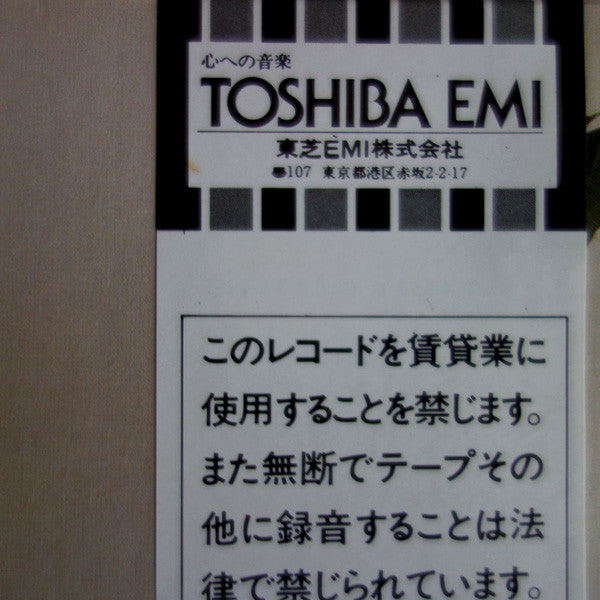 心への音楽
TOSHIBA EMI
東芝EMI株式会社
〠107 東京都港区赤坂2-2-17
このレコードを賃貸業に
使用することを禁じます。
また無断でテープその
他に録音することは法
律で禁じられています。